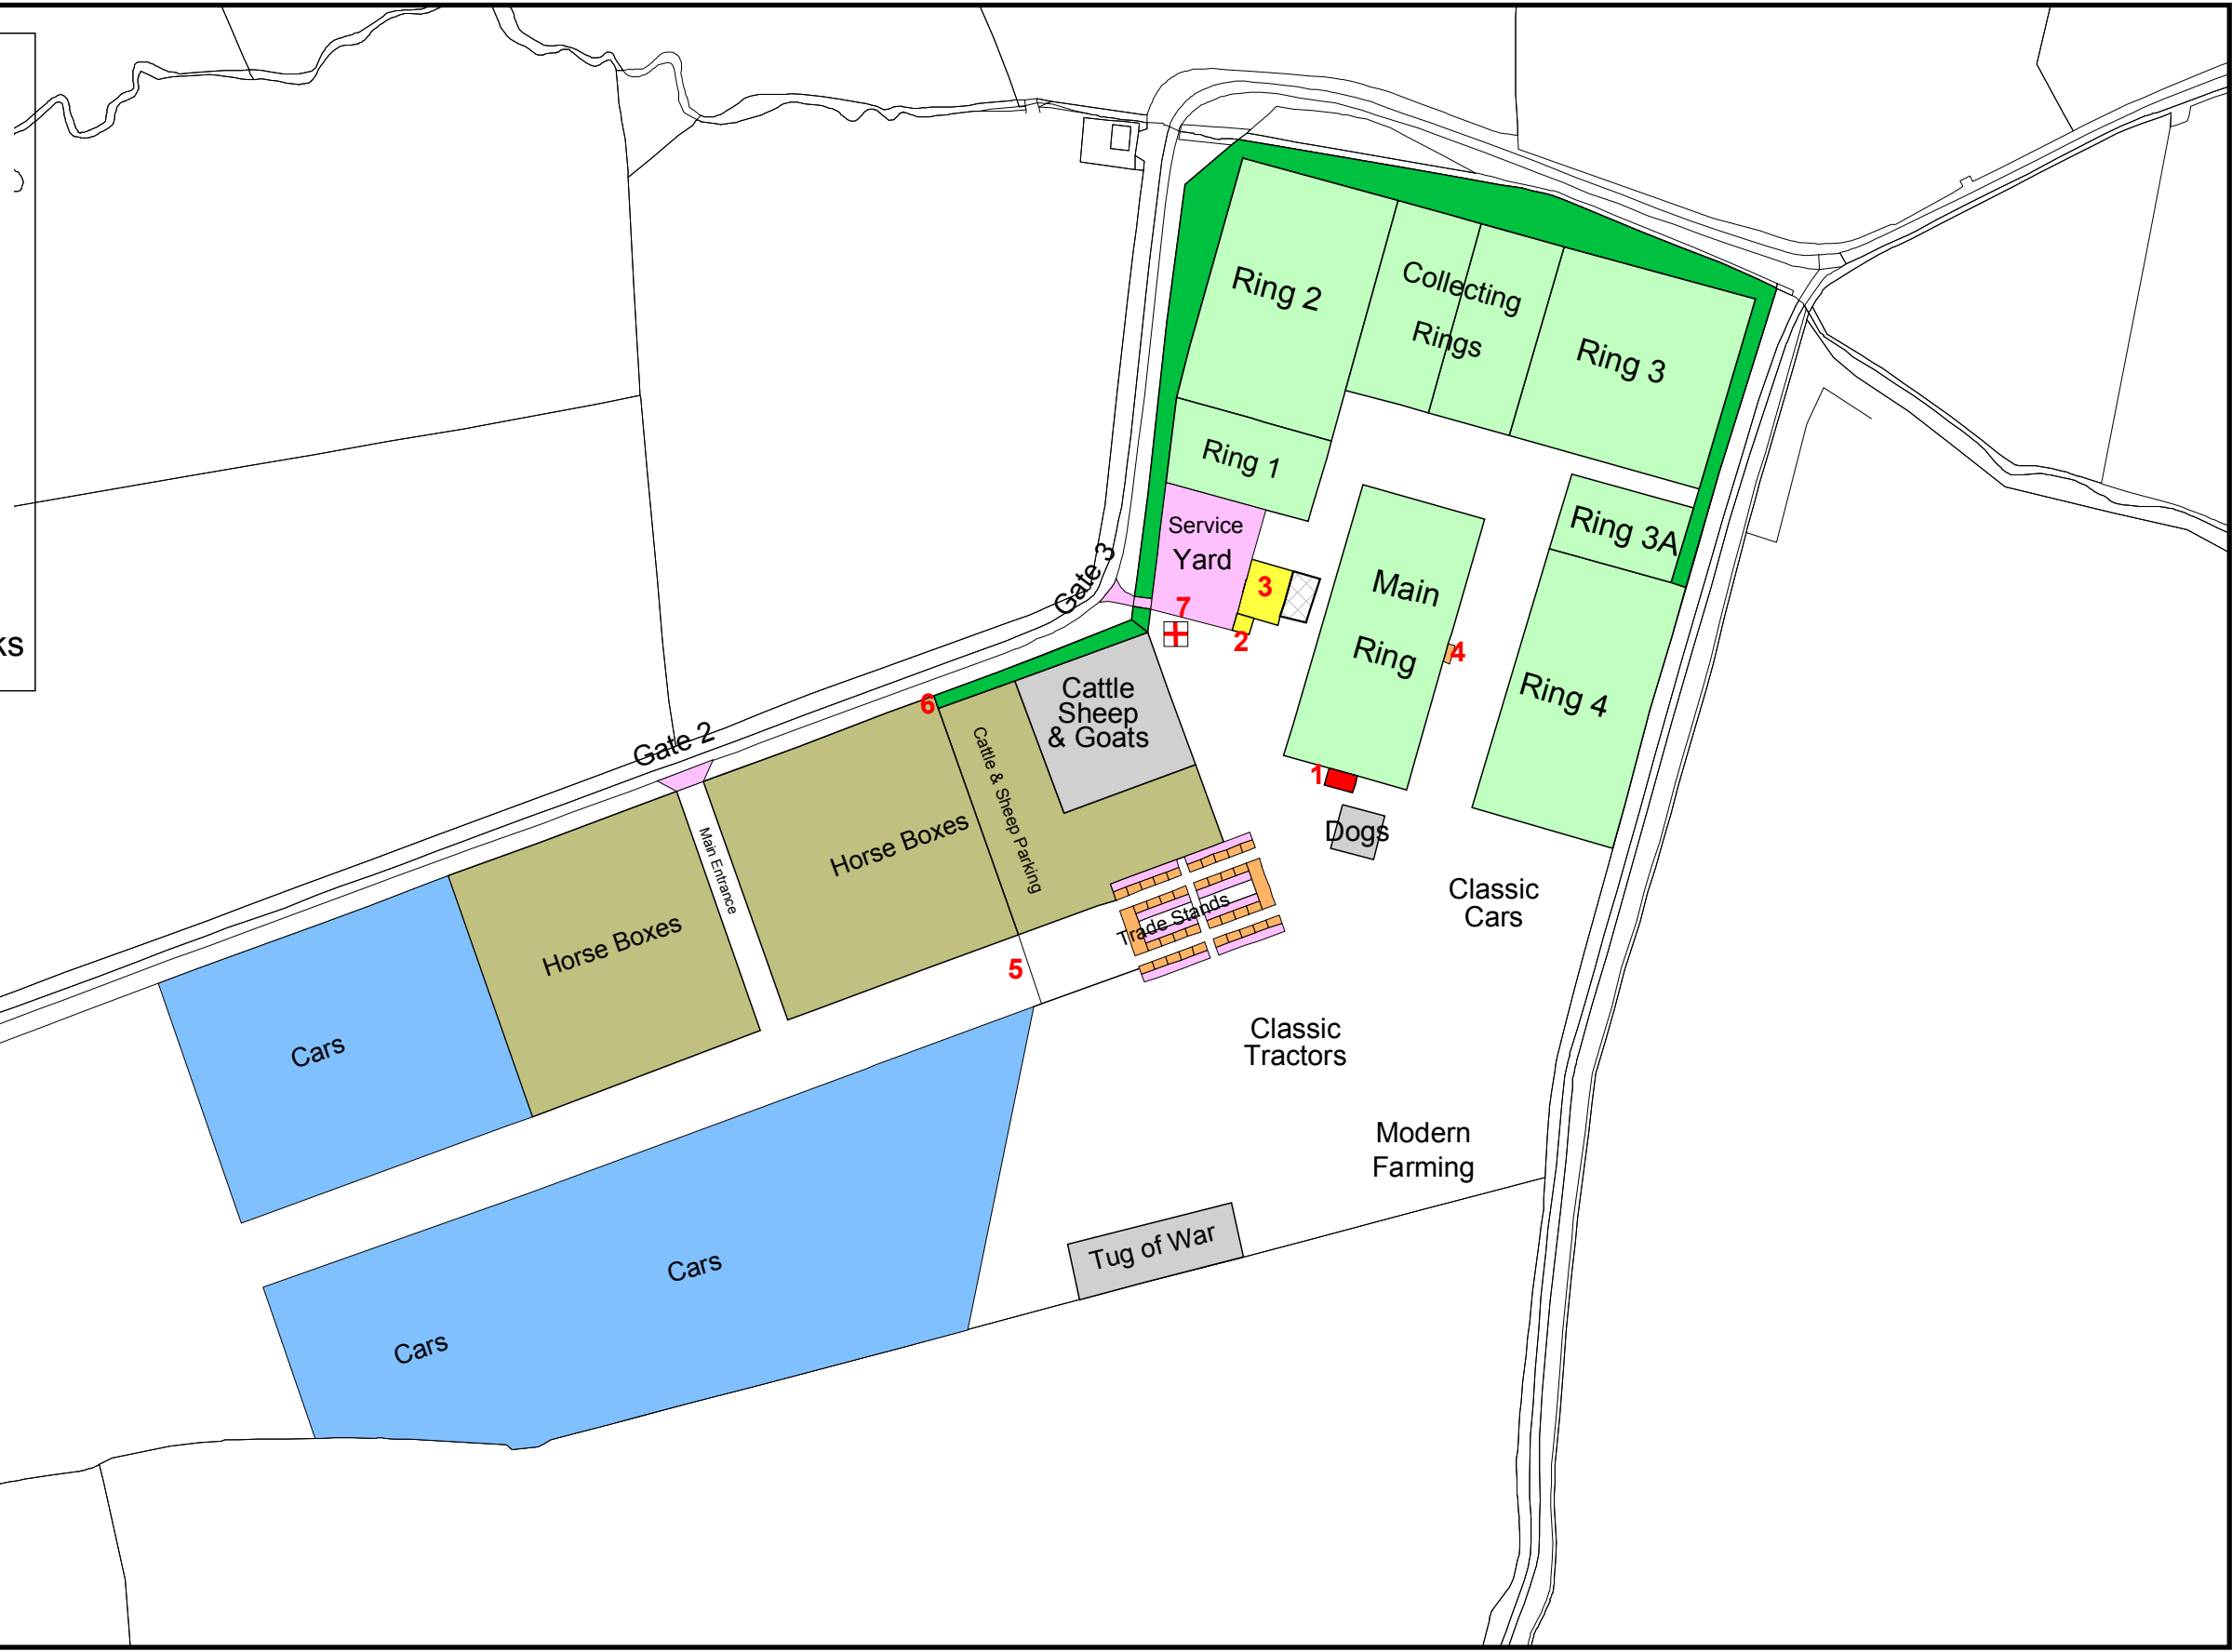 ks
Ring 2
Collecting
Rings
Ring 3
Ring 1
Service
Yard
Ring 3A
Main
Ring
Ring 4
Gate 3
3
7
2
4
Cattle
Sheep
& Goats
6
Gate 2
Cattle & Sheep Parking
1
Dogs
Horse Boxes
Main Entrance
Classic
Cars
Trade Stands
Horse Boxes
5
Cars
Classic
Tractors
Modern
Farming
Tug of War
Cars
Cars